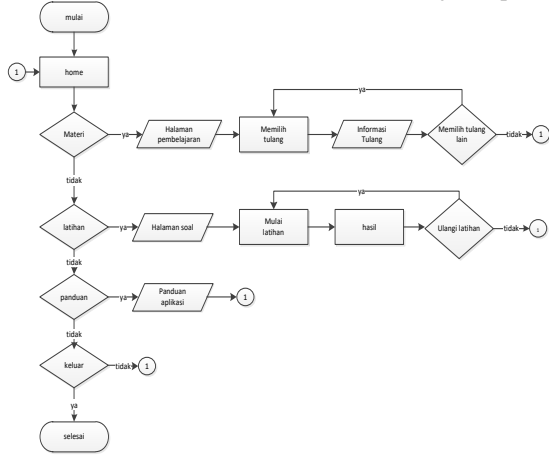 mulai
1
home
Materi
ya
Halaman
pembelajaran
Memilih
tulang
Informasi
Tulang
Memilih tulang
lain
ya
tidak
1
tidak
latihan
ya
Halaman soal
Mulai
latihan
hasil
Ulangi latihan
ya
tidak
tidak
panduan
ya
Panduan
aplikasi
1
tidak
keluar
tidak
1
ya
selesai